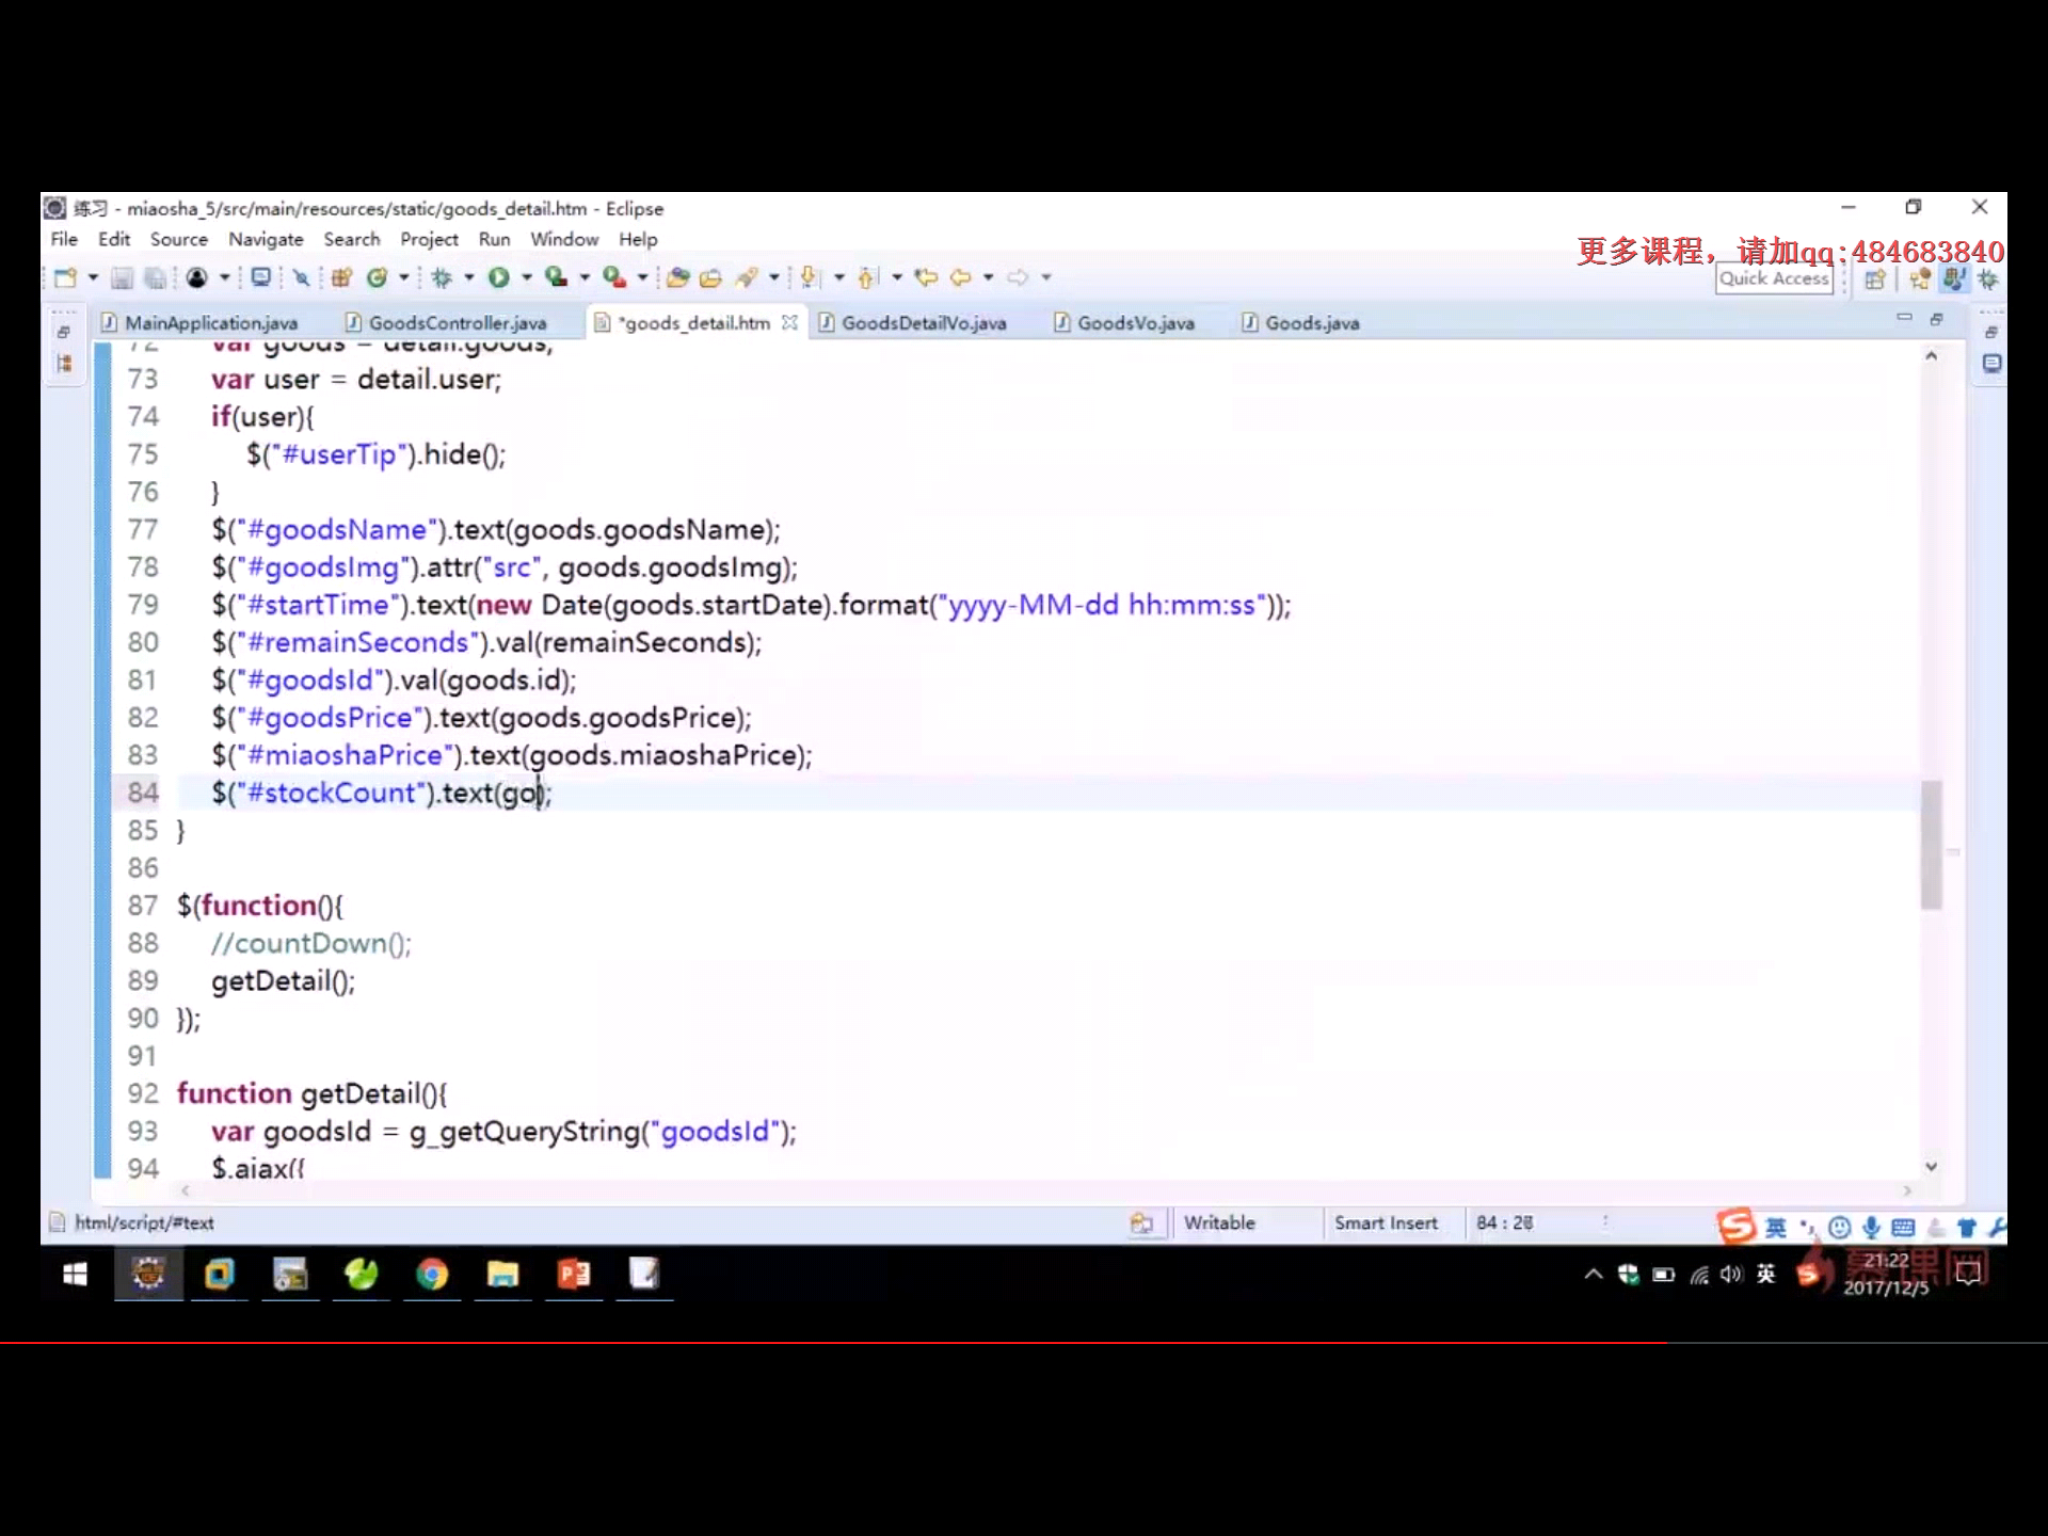 练习 - miaosha_5/src/main/resources/static/goods_detail.htm - Eclipse
File Edit Source Navigate Search Project Run Window Help
更多课程，请加qq:484683840
Quick Access
MainApplication.java GoodsController.java *goods_detail.htm GoodsDetailVo.java GoodsVo.java Goods.java
72 var goods = detail.goods;
73 var user = detail.user;
74 if(user){
75 $("#userTip").hide();
76 }
77 $("#goodsName").text(goods.goodsName);
78 $("#goodsImg").attr("src", goods.goodsImg);
79 $("#startTime").text(new Date(goods.startDate).format("yyyy-MM-dd hh:mm:ss"));
80 $("#remainSeconds").val(remainSeconds);
81 $("#goodsId").val(goods.id);
82 $("#goodsPrice").text(goods.goodsPrice);
83 $("#miaoshaPrice").text(goods.miaoshaPrice);
84 $("#stockCount").text(go);
85 }
86
87 $(function(){
88 //countDown();
89 getDetail();
90 });
91
92 function getDetail(){
93 var goodsId = g_getQueryString("goodsId");
94 $.ajax({
html/script/#text Writable Smart Insert 84 : 28
英
英 21:22
慕课网
2017/12/5